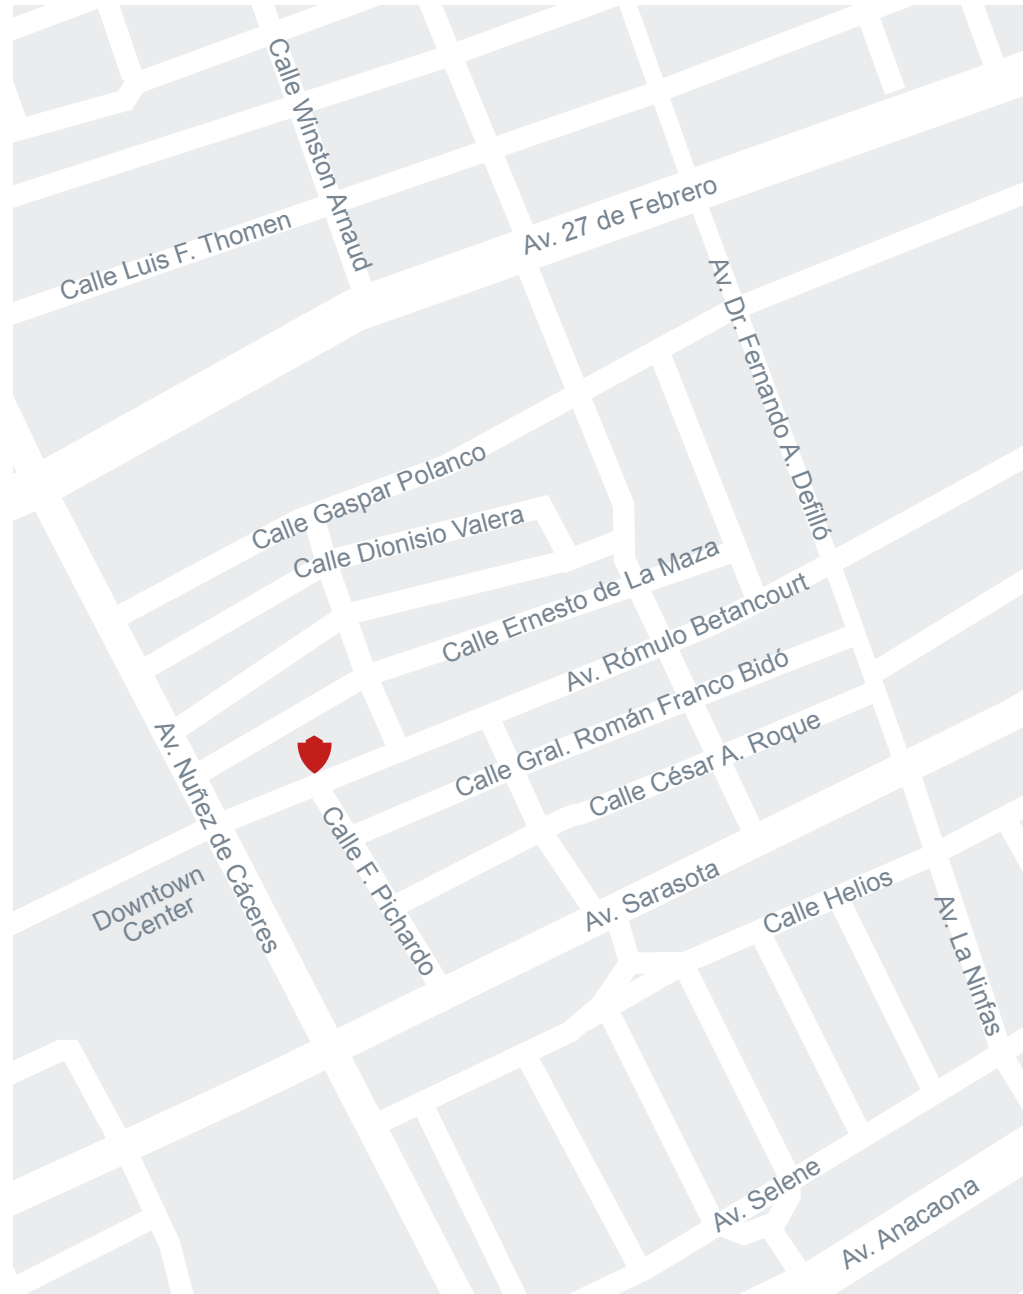 Calle Winston Arnaud
Av. 27 de Febrero
Calle Luis F. Thomen
Av. Dr. Fernando A. Defilló
Calle Gaspar Polanco
Calle Dionisio Valera
Calle Ernesto de La Maza
Av. Rómulo Betancourt
Calle Gral. Román Franco Bidó
Calle César A. Roque
Av. Nuñez de Cáceres
Calle F. Pichardo
Downtown
Center
Av. Sarasota
Calle Helios
Av. La Ninfas
Av. Selene
Av. Anacaona